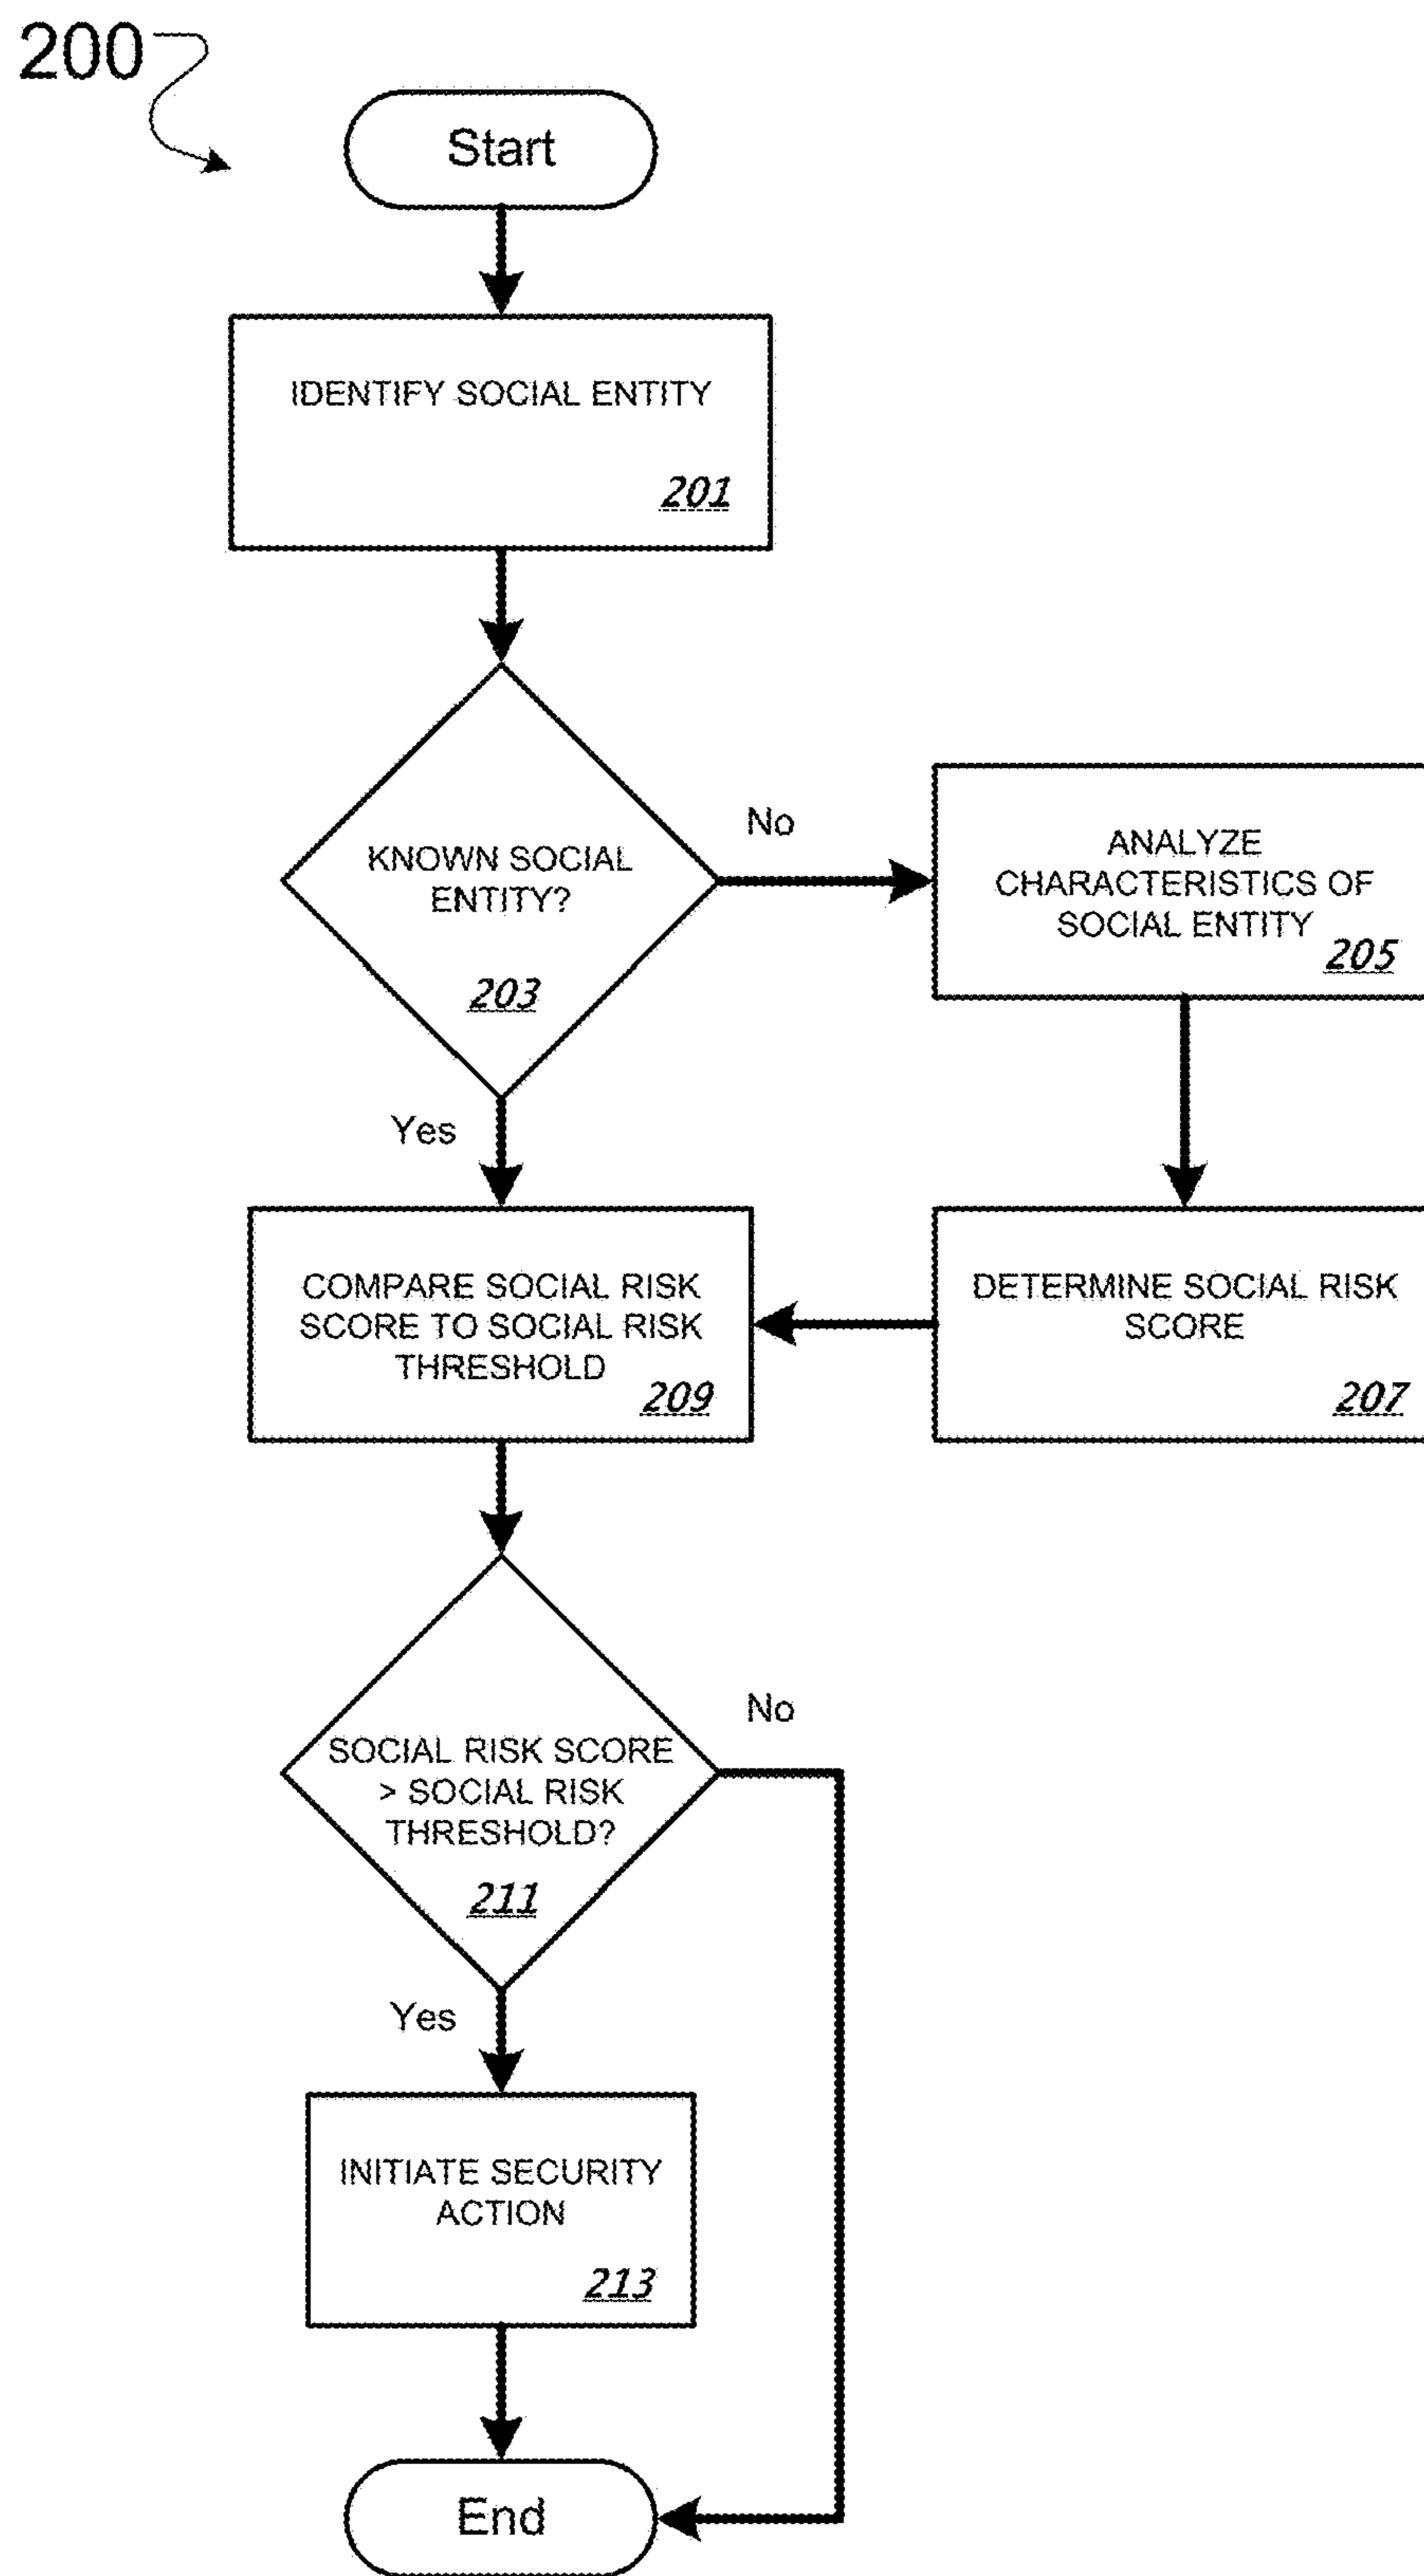 200
Start
IDENTIFY SOCIAL ENTITY
201
KNOWN SOCIAL
ENTITY?
203
No
ANALYZE
CHARACTERISTICS OF
SOCIAL ENTITY
205
Yes
COMPARE SOCIAL RISK
SCORE TO SOCIAL RISK
THRESHOLD
209
DETERMINE SOCIAL RISK
SCORE
207
SOCIAL RISK SCORE
> SOCIAL RISK
THRESHOLD?
211
No
Yes
INITIATE SECURITY
ACTION
213
End